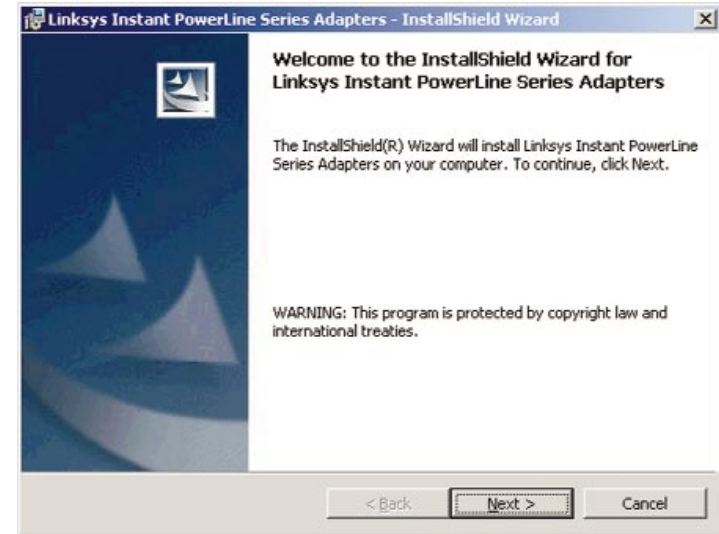 Linksys Instant PowerLine Series Adapters - InstallShield Wizard
Welcome to the InstallShield Wizard for
Linksys Instant PowerLine Series Adapters
The InstallShield(R) Wizard will install Linksys Instant PowerLine
Series Adapters on your computer. To continue, click Next.
WARNING: This program is protected by copyright law and
international treaties.
< Back
Next >
Cancel